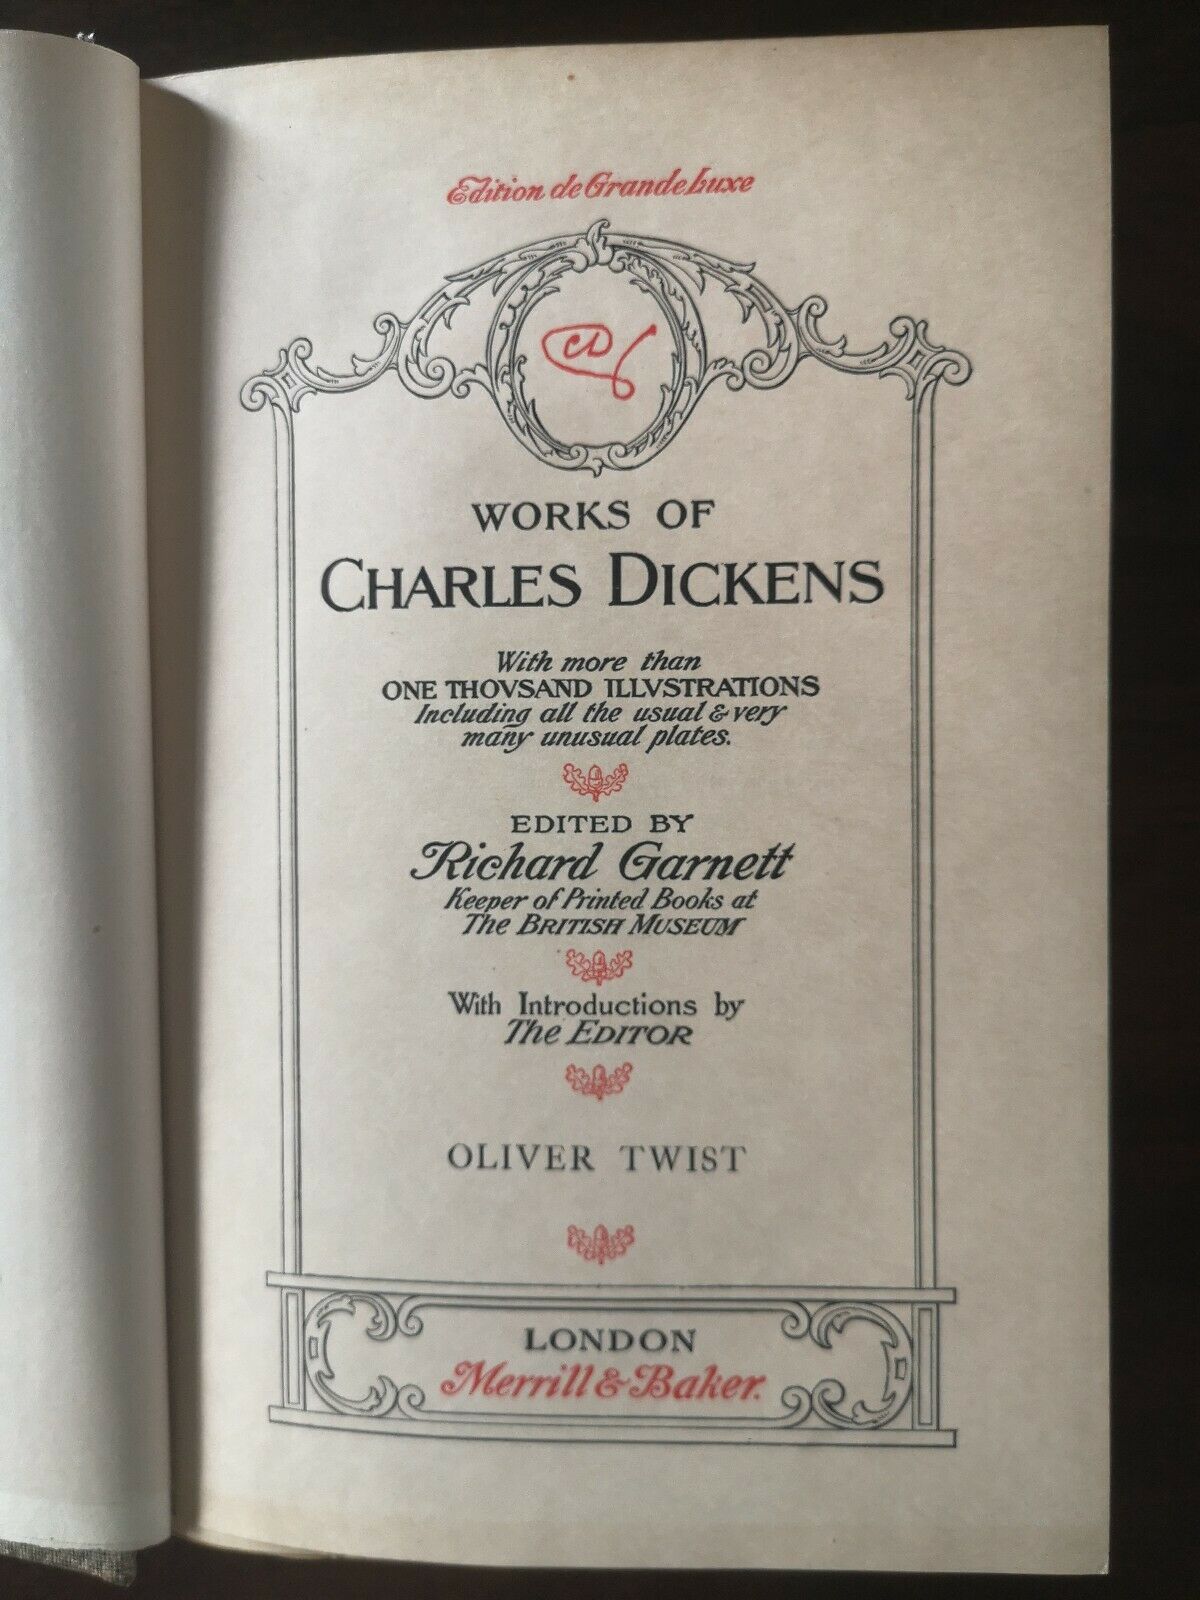 Edition de Grande Luxe
CD
WORKS OF
CHARLES DICKENS
With more than
ONE THOVSAND ILLVSTRATIONS
Including all the usual & very
many unusual plates.
EDITED BY
Richard Garnett
Keeper of Printed Books at
The BRITISH MUSEUM
With Introductions by
The EDITOR
OLIVER TWIST
LONDON
Merrill & Baker.